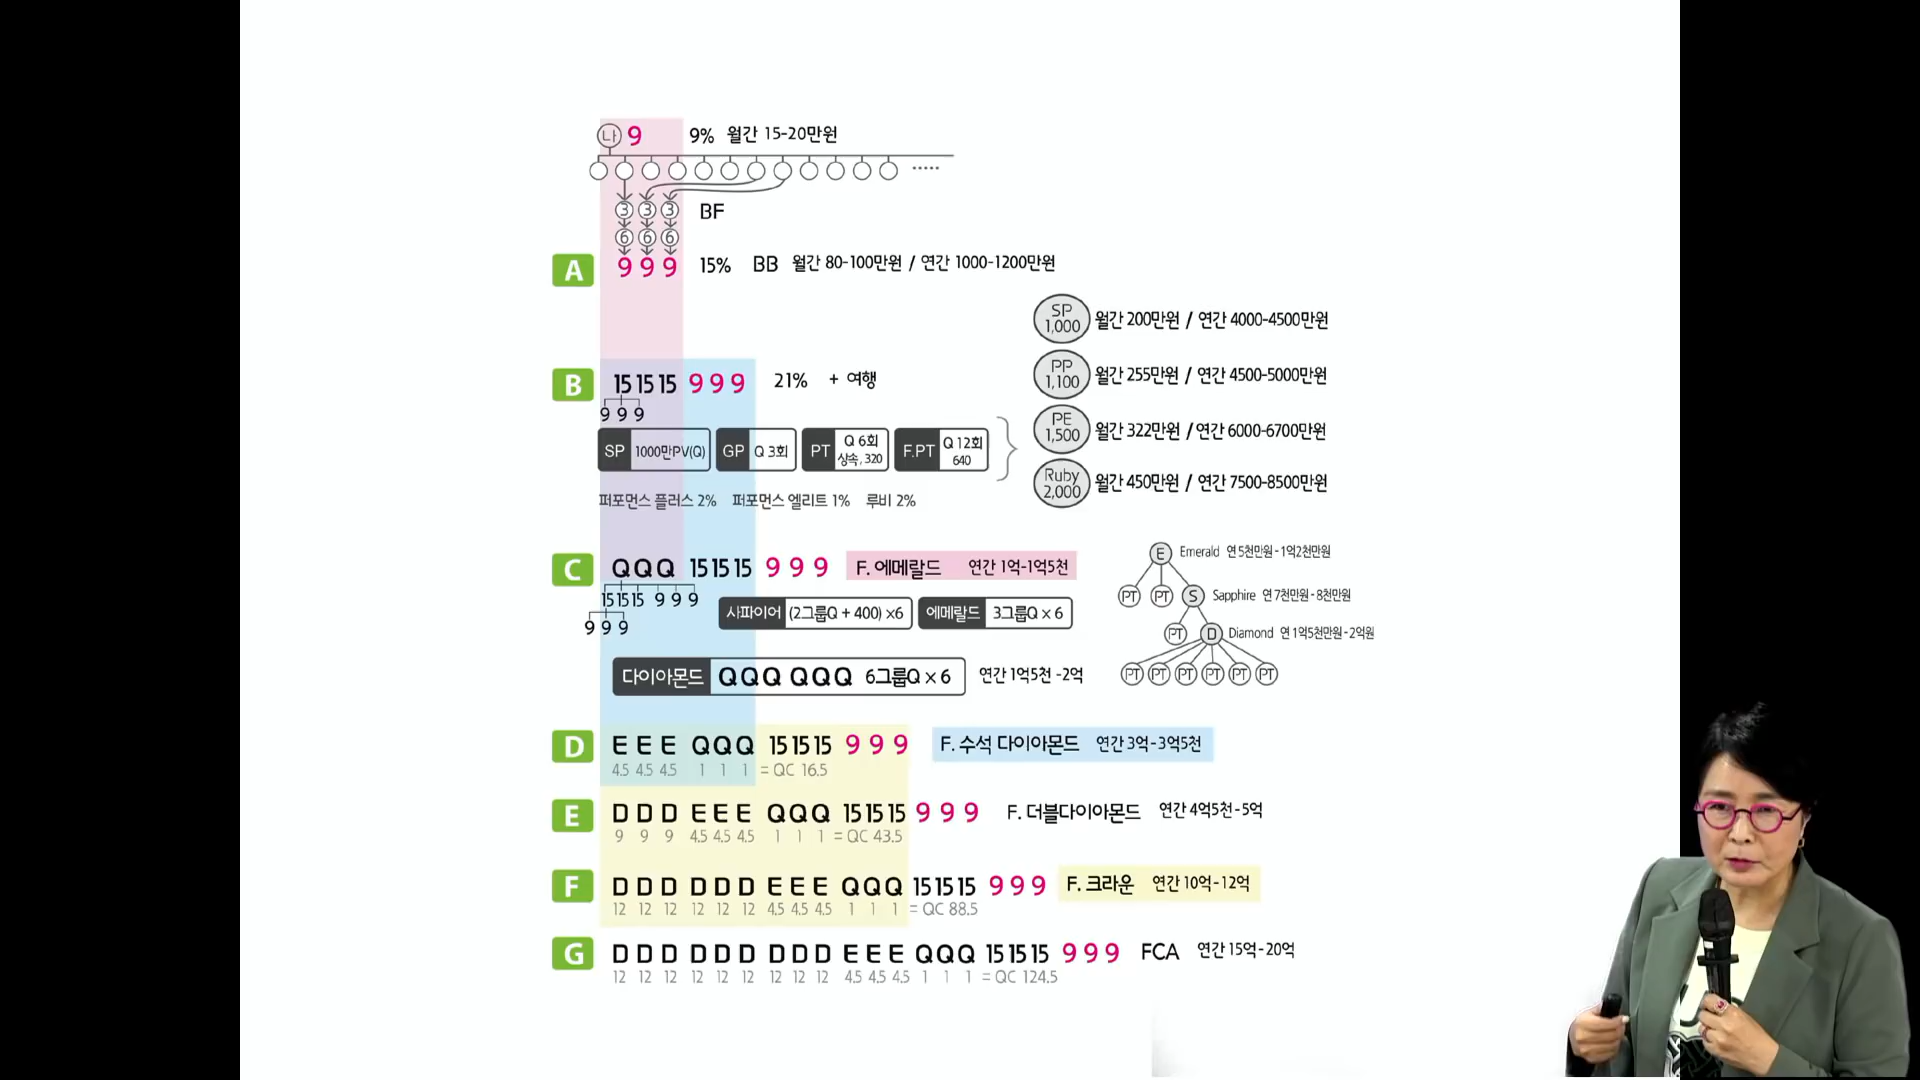 나 9 9% 월간 15-20만원
.....
3 3 3 BF
6 6 6
A 9 9 9 15% BB 월간 80-100만원 / 연간 1000-1200만원
SP 1,000 월간 200만원 / 연간 4000-4500만원
PP 1,100 월간 255만원 / 연간 4500-5000만원
PE 1,500 월간 322만원 / 연간 6000-6700만원
Ruby 2,000 월간 450만원 / 연간 7500-8500만원
B 15 15 15 9 9 9 21% + 여행
9 9 9
SP 1000만PV(Q) GP Q 3회 PT Q 6회 상속, 320 F.PT Q 12회 640
퍼포먼스 플러스 2% 퍼포먼스 엘리트 1% 루비 2%
C Q Q Q 15 15 15 9 9 9 F. 에메랄드 연간 1억-1억5천
15 15 15 9 9 9
9 9 9
사파이어 (2그룹Q + 400) ×6 에메랄드 3그룹Q × 6
다이아몬드 Q Q Q Q Q Q 6그룹Q × 6 연간 1억5천 -2억
E Emerald 연 5천만원 - 1억2천만원
PT PT S Sapphire 연 7천만원 - 8천만원
PT D Diamond 연 1억5천만원 - 2억원
PT PT PT PT PT PT
D E E E Q Q Q 15 15 15 9 9 9 F. 수석 다이아몬드 연간 3억-3억5천
4.5 4.5 4.5 1 1 1 = QC 16.5
E D D D E E E Q Q Q 15 15 15 9 9 9 F. 더블다이아몬드 연간 4억5천-5억
9 9 9 4.5 4.5 4.5 1 1 1 = QC 43.5
F D D D D D D E E E Q Q Q 15 15 15 9 9 9 F. 크라운 연간 10억-12억
12 12 12 12 12 12 4.5 4.5 4.5 1 1 1 = QC 88.5
G D D D D D D D D D E E E Q Q Q 15 15 15 9 9 9 FCA 연간 15억-20억
12 12 12 12 12 12 12 12 12 4.5 4.5 4.5 1 1 1 = QC 124.5